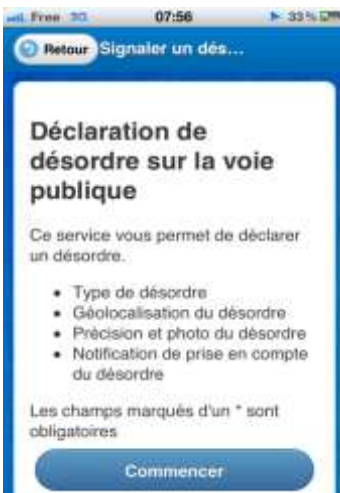 Free 3G 07:56 33 %
Retour Signaler un dés...
Déclaration de
désordre sur la voie
publique
Ce service vous permet de déclarer
un désordre.
• Type de désordre
• Géolocalisation du désordre
• Précision et photo du désordre
• Notification de prise en compte
du désordre
Les champs marqués d'un * sont
obligatoires
Commencer